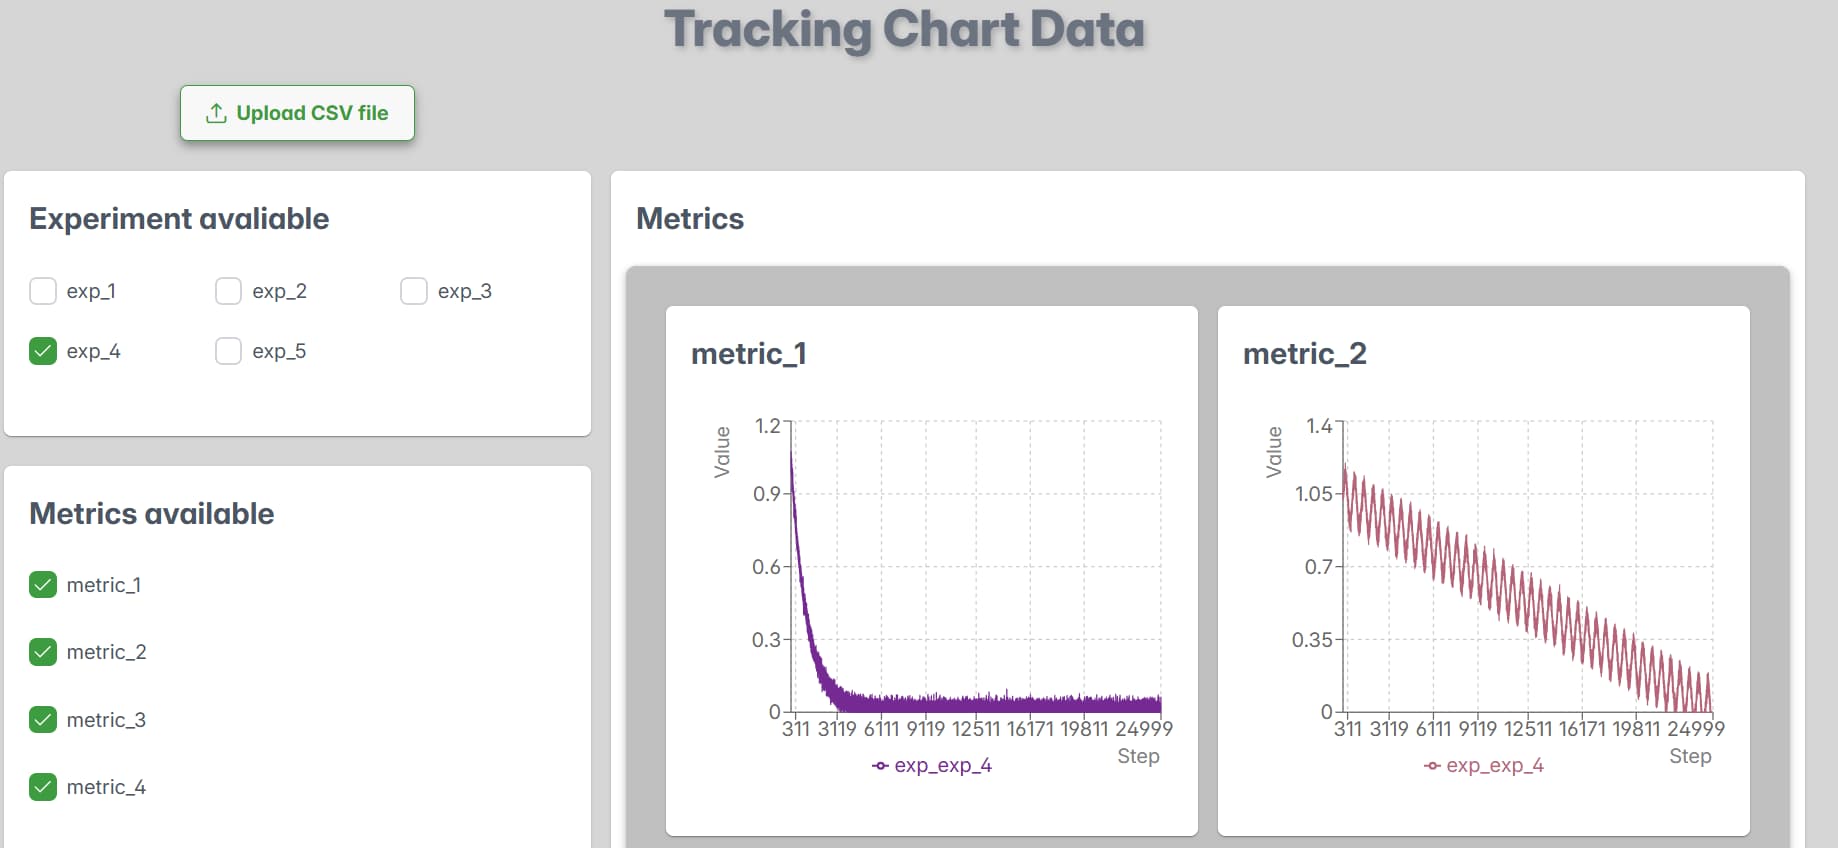 Tracking Chart Data
Upload CSV file
Experiment avaliable
exp_1
exp_2
exp_3
exp_4
exp_5
Metrics available
metric_1
metric_2
metric_3
metric_4
Metrics
metric_1
Value
1.2
0.9
0.6
0.3
0
311 3119 6111 9119 12511 16171 19811 24999
Step
exp_exp_4
metric_2
Value
1.4
1.05
0.7
0.35
0
311 3119 6111 9119 12511 16171 19811 24999
Step
exp_exp_4